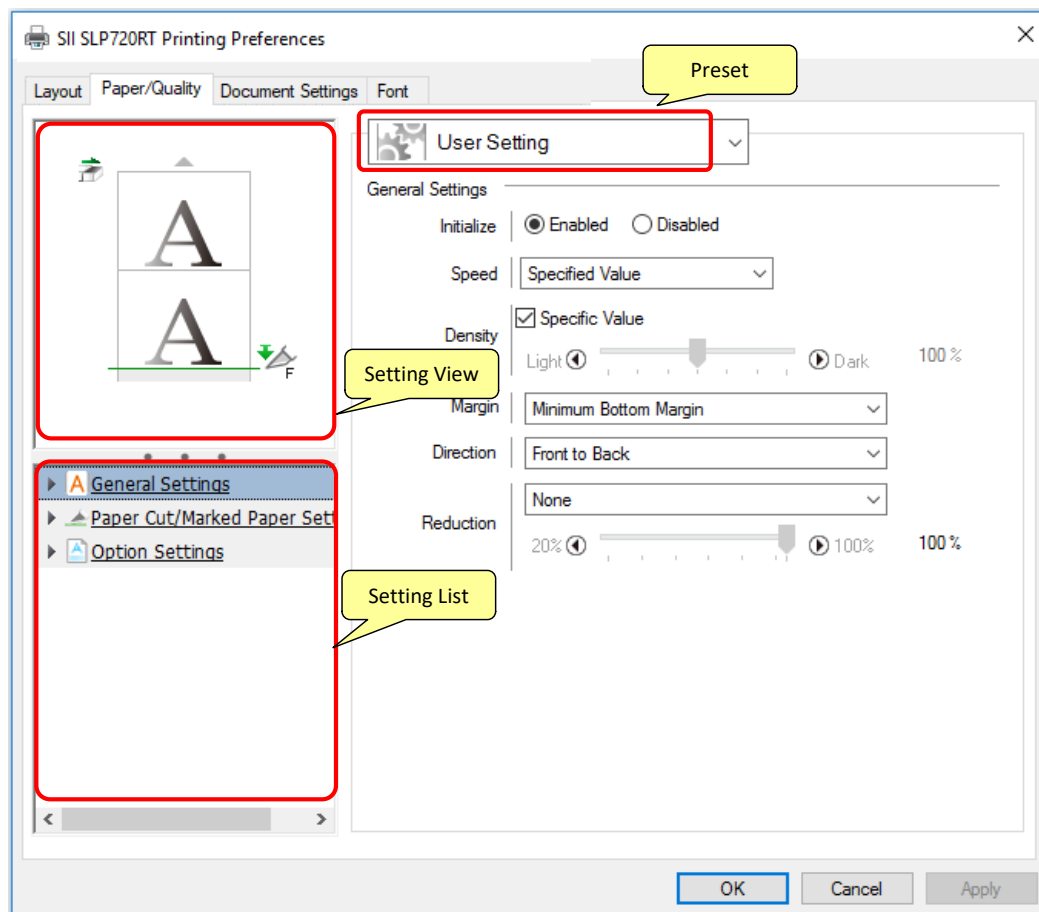 SII SLP720RT Printing Preferences
Preset
Layout Paper/Quality Document Settings Font
User Setting
General Settings
Initialize Enabled Disabled
Speed Specified Value
Density Specific Value
Light Dark 100 %
Margin Minimum Bottom Margin
Direction Front to Back
Reduction None
20% 100% 100 %
A
A
F
Setting View
A General Settings
Paper Cut/Marked Paper Sett
A Option Settings
Setting List
OK Cancel Apply